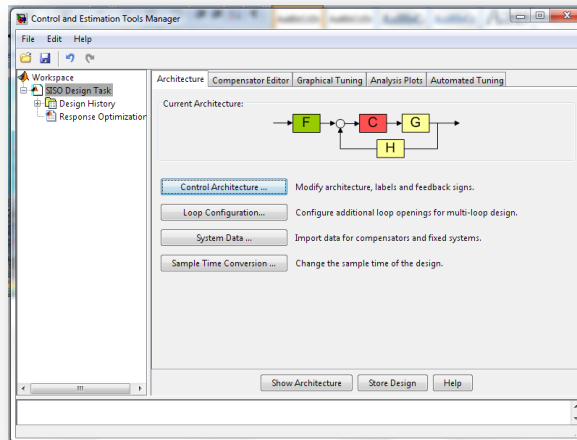 Control and Estimation Tools Manager
File Edit Help
Workspace
SISO Design Task
Design History
Response Optimization
Architecture Compensator Editor Graphical Tuning Analysis Plots Automated Tuning
Current Architecture:
F C G
H
Control Architecture ... Modify architecture, labels and feedback signs.
Loop Configuration... Configure additional loop openings for multi-loop design.
System Data ... Import data for compensators and fixed systems.
Sample Time Conversion ... Change the sample time of the design.
Show Architecture Store Design Help